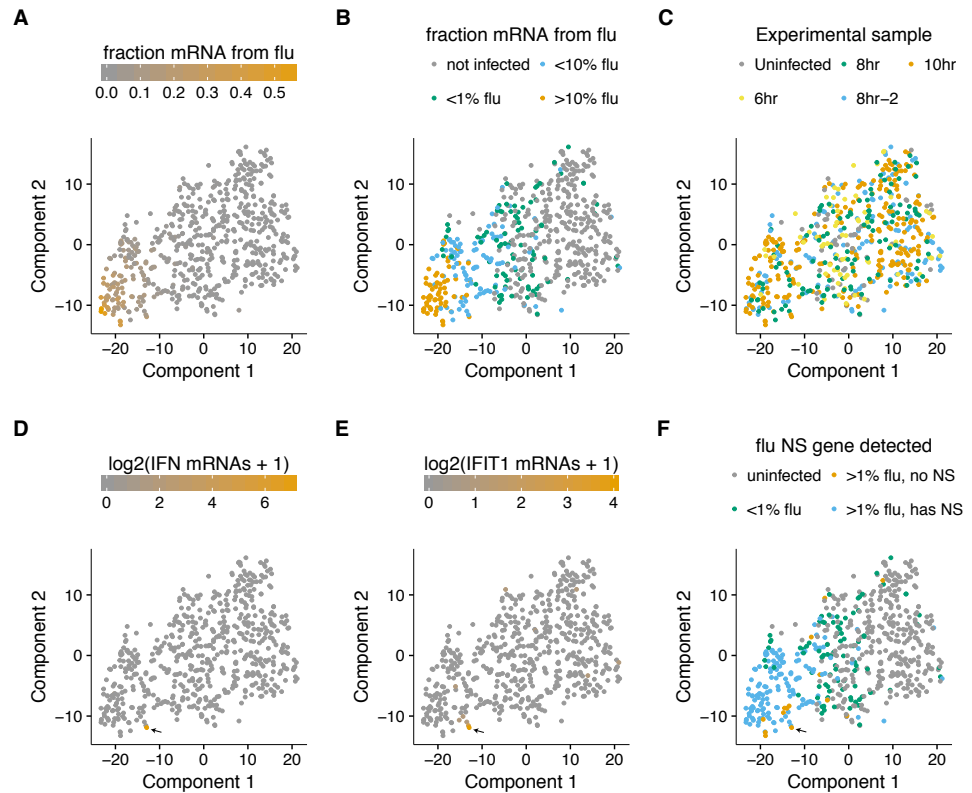 A
fraction mRNA from flu
0.0 0.1 0.2 0.3 0.4 0.5
Component 2
10
0
−10
−20 −10 0 10 20
Component 1
B
fraction mRNA from flu
not infected <10% flu
<1% flu >10% flu
Component 2
10
0
−10
−20 −10 0 10 20
Component 1
C
Experimental sample
Uninfected 8hr 10hr
6hr 8hr−2
Component 2
10
0
−10
−20 −10 0 10 20
Component 1
D
log2(IFN mRNAs + 1)
0 2 4 6
Component 2
10
0
−10
−20 −10 0 10 20
Component 1
E
log2(IFIT1 mRNAs + 1)
0 1 2 3 4
Component 2
10
0
−10
−20 −10 0 10 20
Component 1
F
flu NS gene detected
uninfected >1% flu, no NS
<1% flu >1% flu, has NS
Component 2
10
0
−10
−20 −10 0 10 20
Component 1